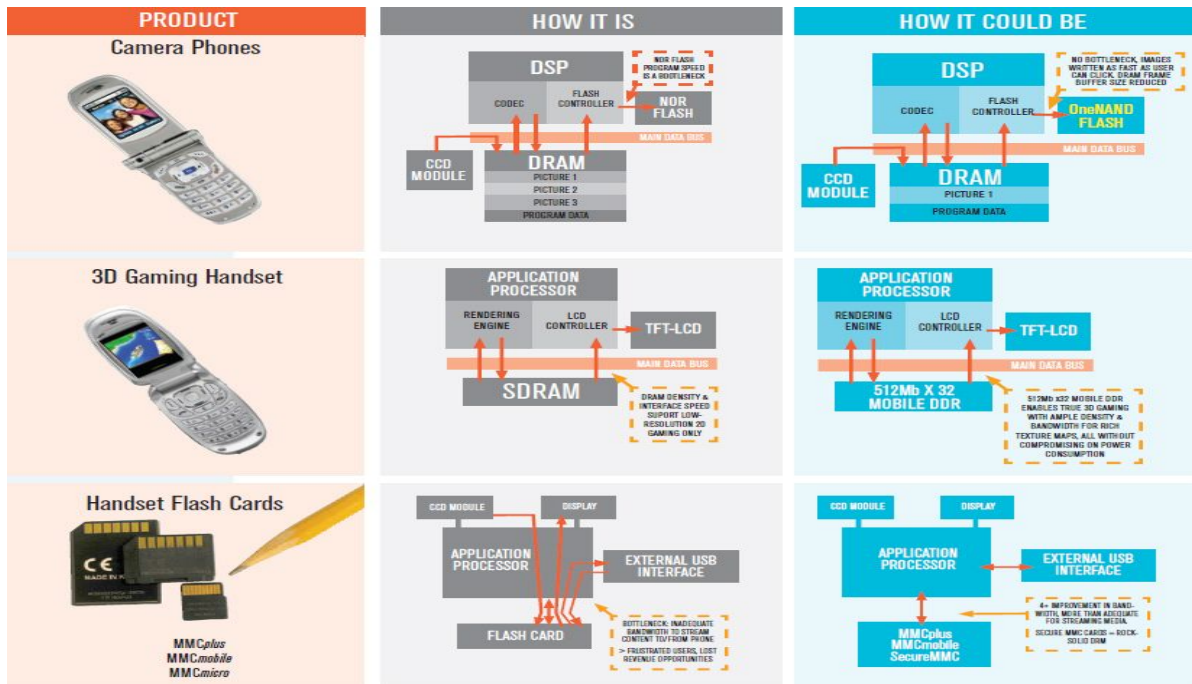 PRODUCT
HOW IT IS
HOW IT COULD BE
Camera Phones
DSP
CODEC
FLASH
CONTROLLER
NOR FLASH
PROGRAM SPEED
IS A BOTTLENECK
NOR
FLASH
MAIN DATA BUS
CCD
MODULE
DRAM
PICTURE 1
PICTURE 2
PICTURE 3
PROGRAM DATA
DSP
CODEC
FLASH
CONTROLLER
NO BOTTLENECK, IMAGES
WRITTEN AS FAST AS USER
CAN CLICK, DRAM FRAME
BUFFER SIZE REDUCED
OneNAND
FLASH
MAIN DATA BUS
CCD
MODULE
DRAM
PICTURE 1
PROGRAM DATA
3D Gaming Handset
APPLICATION
PROCESSOR
RENDERING
ENGINE
LCD
CONTROLLER
TFT-LCD
MAIN DATA BUS
SDRAM
DRAM DENSITY &
INTERFACE SPEED
SUPORT LOW-
RESOLUTION 2D
GAMING ONLY
APPLICATION
PROCESSOR
RENDERING
ENGINE
LCD
CONTROLLER
TFT-LCD
MAIN DATA BUS
512Mb X 32
MOBILE DDR
512Mb x32 MOBILE DDR
ENABLES TRUE 3D GAMING
WITH AMPLE DENSITY &
BANDWIDTH FOR RICH
TEXTURE MAPS, ALL WITHOUT
COMPROMISING ON POWER
CONSUMPTION
Handset Flash Cards
CE
MADE IN
MMCplus
MMCmobile
MMCmicro
CCD MODULE
DISPLAY
APPLICATION
PROCESSOR
EXTERNAL USB
INTERFACE
FLASH CARD
BOTTLENECK: INADEQUATE
BANDWIDTH TO STREAM
CONTENT TO/FROM PHONE
> FRUSTRATED USERS, LOST
REVENUE OPPORTUNITIES
CCD MODULE
DISPLAY
APPLICATION
PROCESSOR
EXTERNAL USB
INTERFACE
MMCplus
MMCmobile
SecureMMC
4+ IMPROVEMENT IN BAND-
WIDTH, MORE THAN ADEQUATE
FOR STREAMING MEDIA.
SECURE MMC CARDS = ROCK-
SOLID DRM